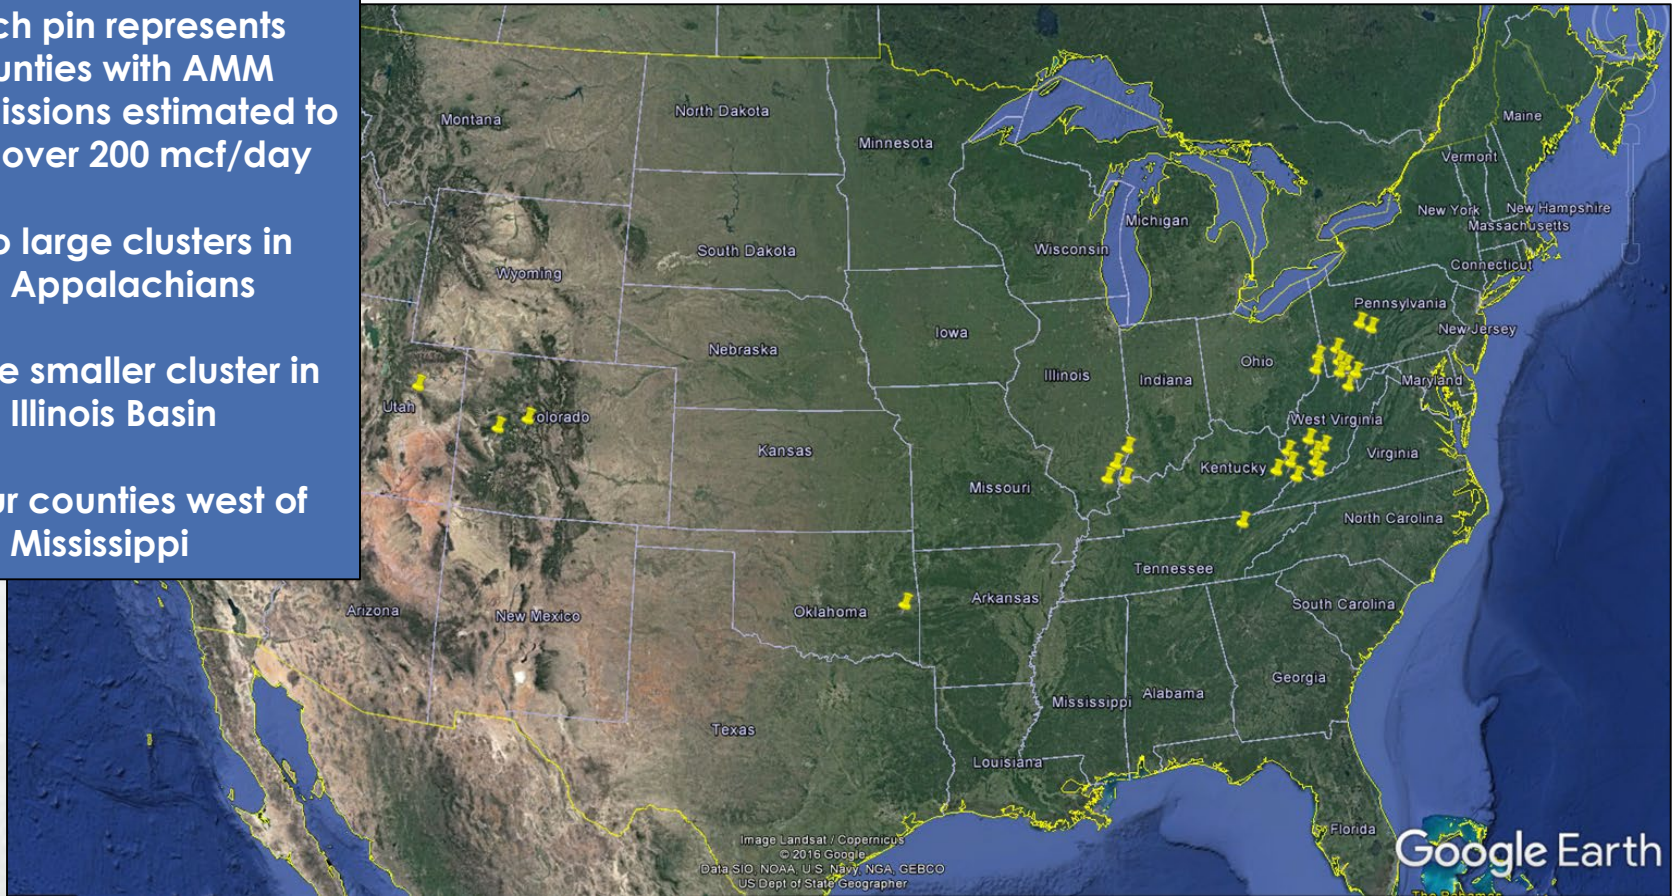 ch pin represents
unties with AMM
issions estimated to
over 200 mcf/day
o large clusters in
Appalachians
e smaller cluster in
Illinois Basin
ur counties west of
Mississippi
Montana
North Dakota
Minnesota
Maine
Vermont
New York
New Hampshire
Massachusetts
Michigan
Wisconsin
South Dakota
Wyoming
Connecticut
Pennsylvania
New Jersey
Iowa
Nebraska
Ohio
Illinois
Indiana
Maryland
Utah
Colorado
West Virginia
Kansas
Virginia
Kentucky
Missouri
North Carolina
Tennessee
Arkansas
South Carolina
Arizona
New Mexico
Oklahoma
Georgia
Mississippi
Alabama
Texas
Louisiana
Florida
Image Landsat / Copernicus
© 2016 Google
Data SIO, NOAA, U.S. Navy, NGA, GEBCO
US Dept of State Geographer
Google Earth
The Bahamas